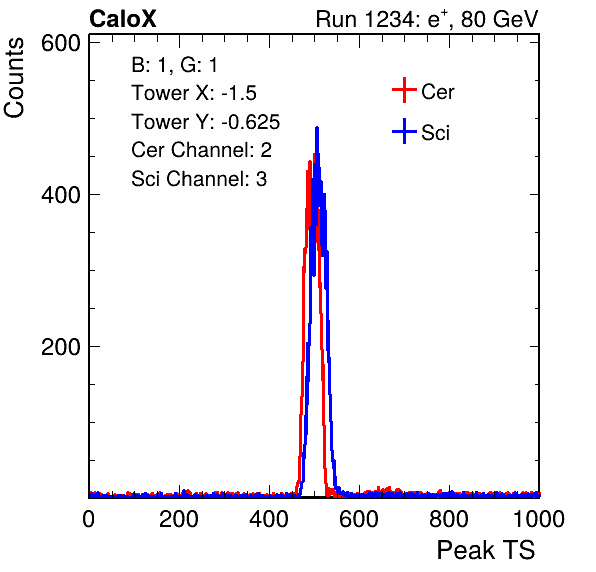 CaloX Run 1234: e+, 80 GeV
Counts
600
400
200
B: 1, G: 1
Tower X: -1.5
Tower Y: -0.625
Cer Channel: 2
Sci Channel: 3
Cer
Sci
0 200 400 600 800 1000
Peak TS